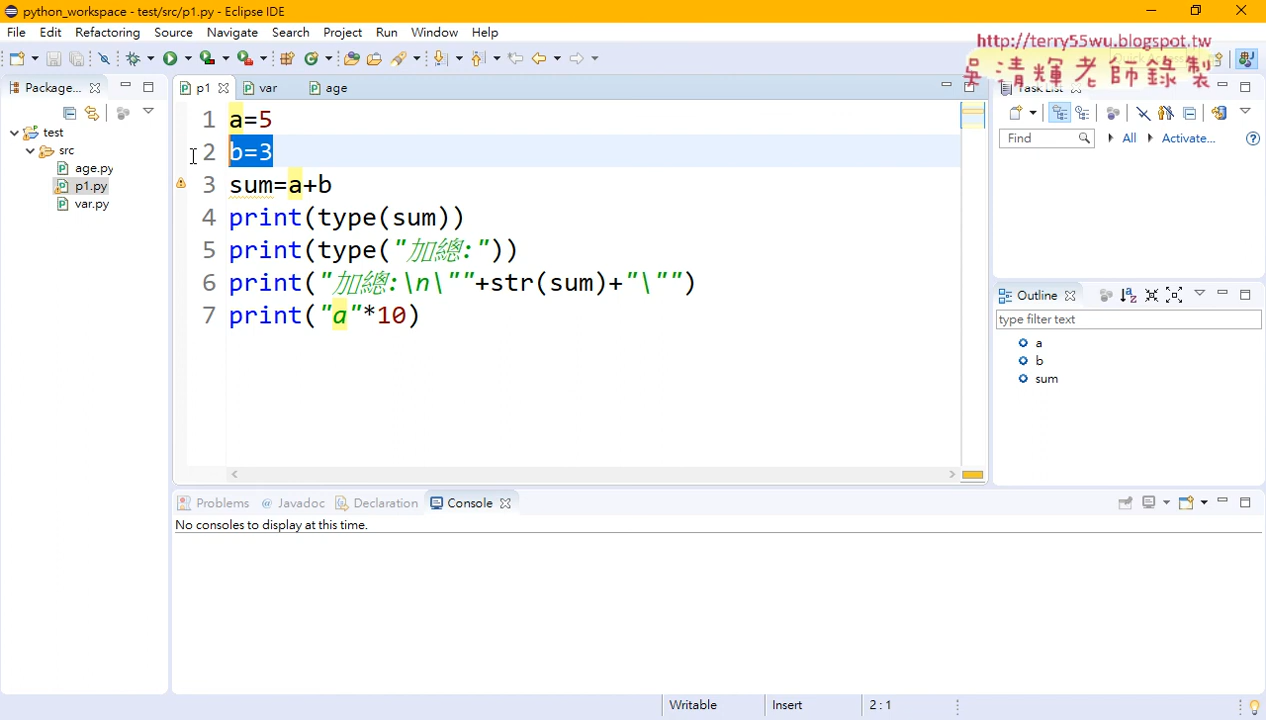 python_workspace - test/src/p1.py - Eclipse IDE
File Edit Refactoring Source Navigate Search Project Run Window Help
http://terry55wu.blogspot.tw
吳清輝老師錄製
Package...
p1 var age
Task List
test
src
age.py
p1.py
var.py
1 a=5
2 b=3
3 sum=a+b
4 print(type(sum))
5 print(type("加總:"))
6 print("加總:\n\""+str(sum)+"\"")
7 print("a"*10)
Find All Activate...
Outline
type filter text
a
b
sum
Problems Javadoc Declaration Console
No consoles to display at this time.
Writable Insert 2 : 1